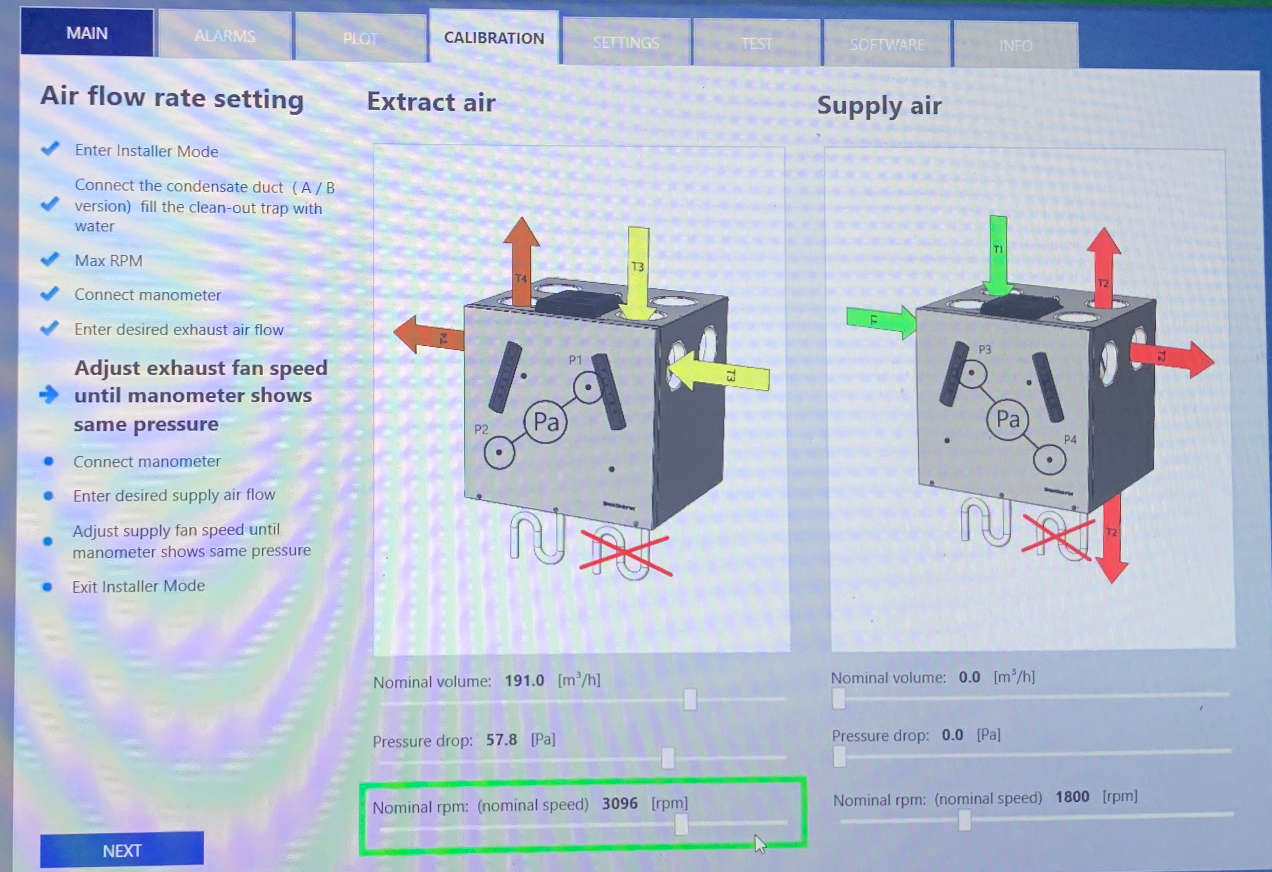 MAIN
ALARMS
PLOT
CALIBRATION
SETTINGS
TEST
SOFTWARE
INFO
Air flow rate setting
Enter Installer Mode
Connect the condensate duct ( A / B
version) fill the clean-out trap with
water
Max RPM
Connect manometer
Enter desired exhaust air flow
Adjust exhaust fan speed
until manometer shows
same pressure
Connect manometer
Enter desired supply air flow
Adjust supply fan speed until
manometer shows same pressure
Exit Installer Mode
NEXT
Extract air
T4
T3
T4
T3
P1
Pa
P2
Nominal volume: 191.0 [m³/h]
Pressure drop: 57.8 [Pa]
Nominal rpm: (nominal speed) 3096 [rpm]
Supply air
T1
T2
T2
P3
Pa
P4
T2
Nominal volume: 0.0 [m³/h]
Pressure drop: 0.0 [Pa]
Nominal rpm: (nominal speed) 1800 [rpm]